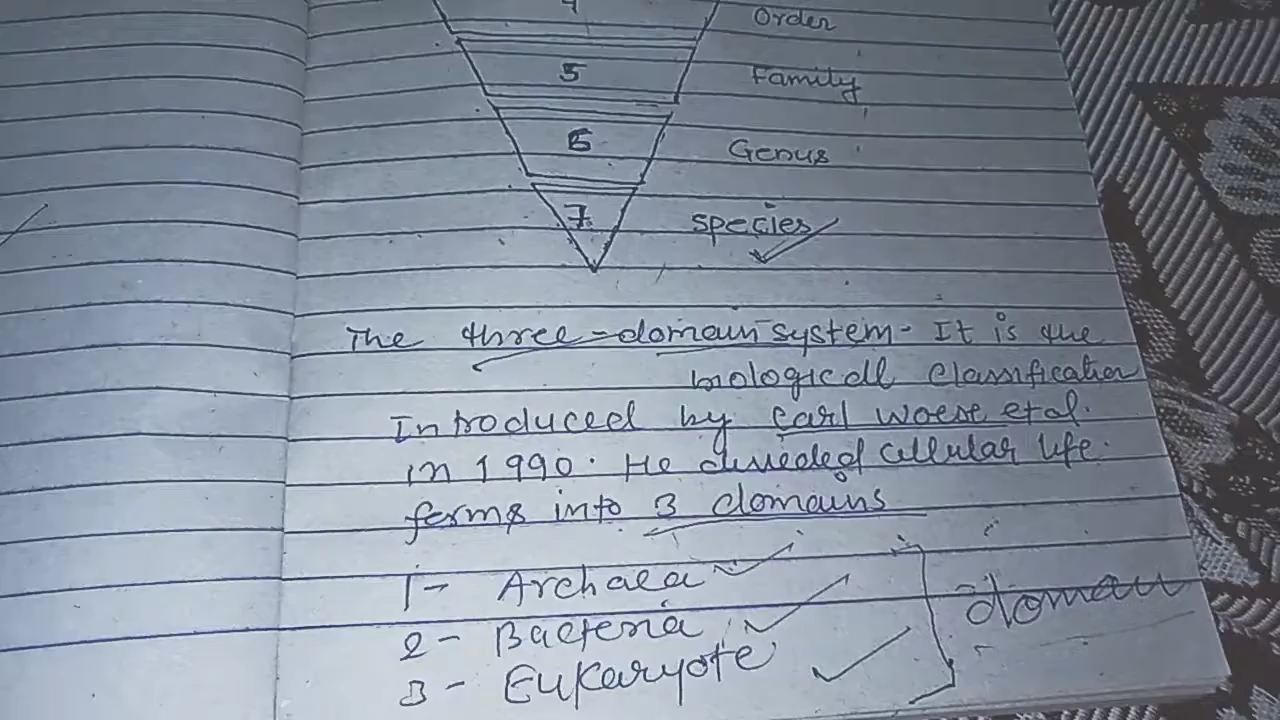 4 Order
5 Family
6 Genus
7. species
The three-domain system- It is the
biologicall classification
Introduced by Carl Woese et al.
in 1990. He divided cellular life
forms into 3 domains
1- Archaea
2- Bacteria
3- Eukaryote
domain